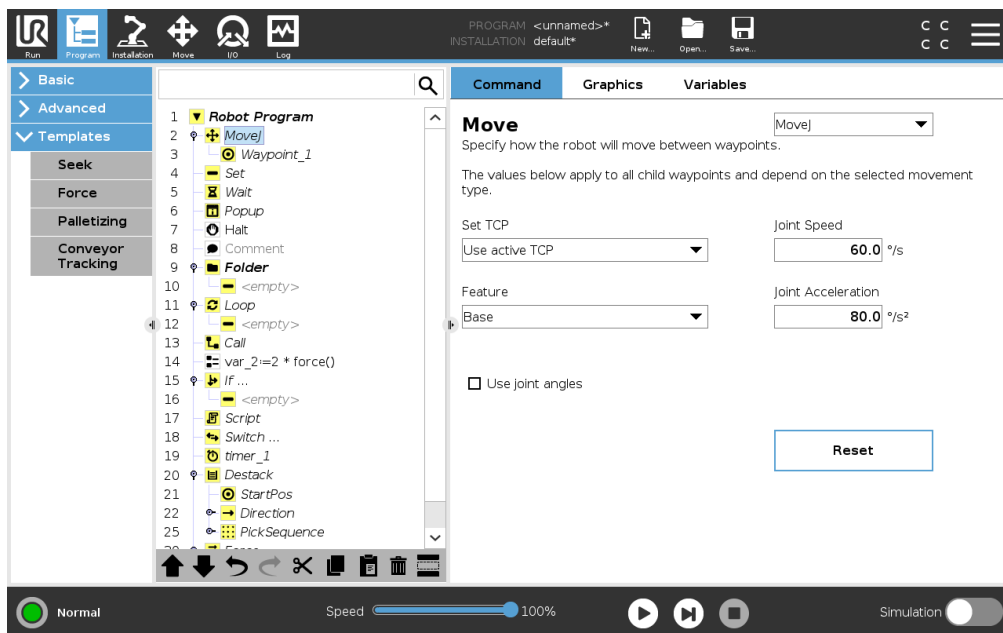 UR
PROGRAM <unnamed>*
INSTALLATION default*
C C
C C
Run Program Installation Move I/O Log New... Open... Save...
Basic
Advanced
Templates
Seek
Force
Palletizing
Conveyor
Tracking
1 Robot Program
2 MoveJ
3 Waypoint_1
4 Set
5 Wait
6 Popup
7 Halt
8 Comment
9 Folder
10 <empty>
11 Loop
12 <empty>
13 Call
14 var_2:=2 * force()
15 If ...
16 <empty>
17 Script
18 Switch ...
19 timer_1
20 Destack
21 StartPos
22 Direction
25 PickSequence
Command Graphics Variables
Move
MoveJ
Specify how the robot will move between waypoints.
The values below apply to all child waypoints and depend on the selected movement
type.
Set TCP
Use active TCP
Joint Speed
60.0 °/s
Feature
Base
Joint Acceleration
80.0 °/s²
Use joint angles
Reset
Normal
Speed 100%
Simulation